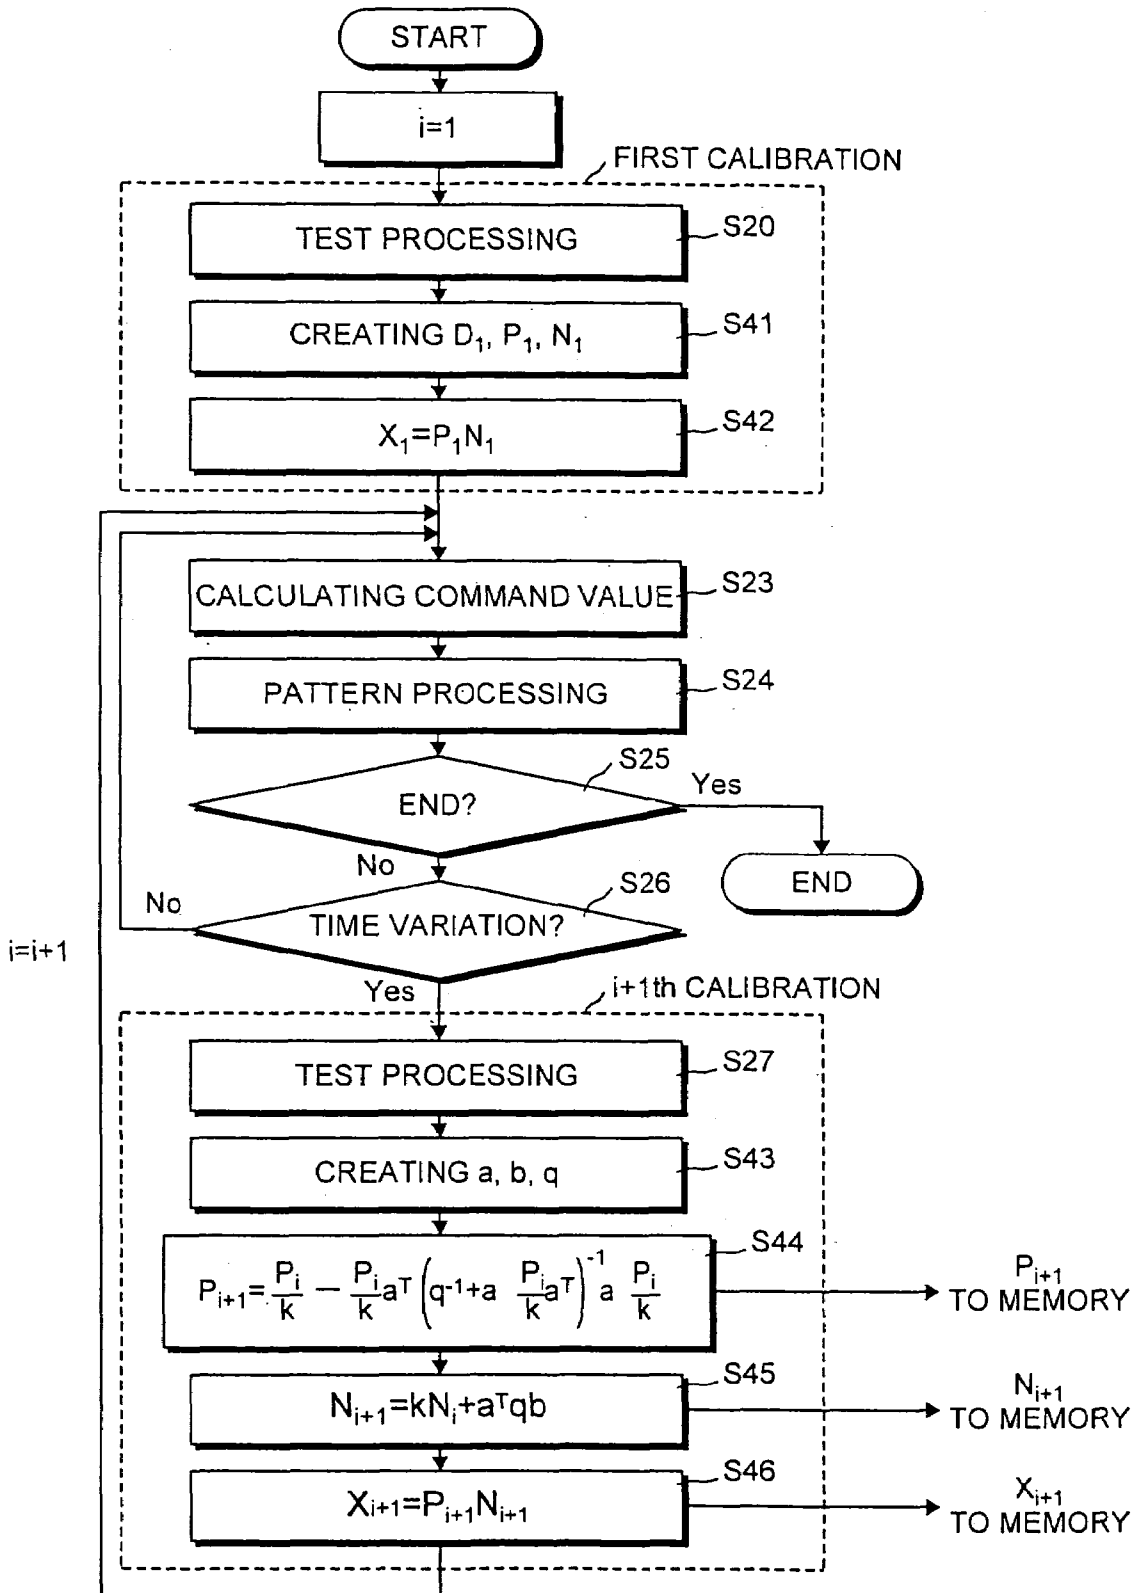 START
i=1
FIRST CALIBRATION
TEST PROCESSING
S20
CREATING D₁, P₁, N₁
S41
X₁=P₁N₁
S42
CALCULATING COMMAND VALUE
S23
PATTERN PROCESSING
S24
END?
S25
Yes
END
No
TIME VARIATION?
S26
No
i=i+1
Yes
i+1th CALIBRATION
TEST PROCESSING
S27
CREATING a, b, q
S43
Pᵢ₊₁=Pᵢ/k − Pᵢ/k aᵀ (q⁻¹+a Pᵢ/k aᵀ)⁻¹ a Pᵢ/k
S44
Pᵢ₊₁
TO MEMORY
Nᵢ₊₁=kNᵢ+aᵀqb
S45
Nᵢ₊₁
TO MEMORY
Xᵢ₊₁=Pᵢ₊₁Nᵢ₊₁
S46
Xᵢ₊₁
TO MEMORY